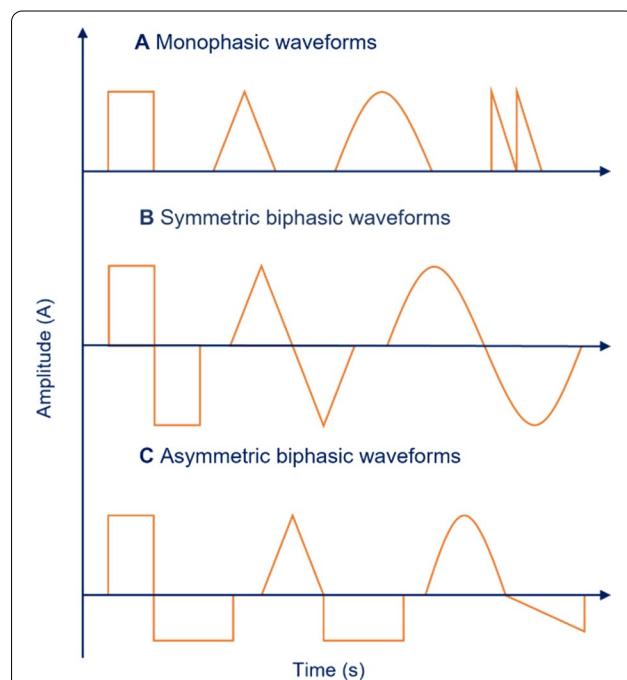 A Monophasic waveforms
B Symmetric biphasic waveforms
Amplitude (A)
C Asymmetric biphasic waveforms
Time (s)